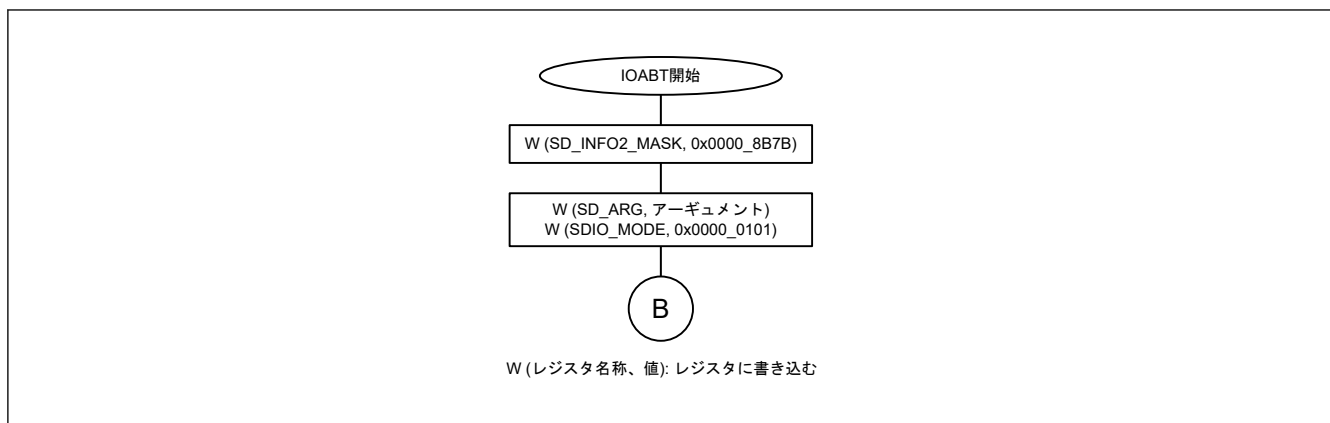 IOABT開始
W (SD_INFO2_MASK, 0x0000_8B7B)
W (SD_ARG, アーギュメント)
W (SDIO_MODE, 0x0000_0101)
B
W (レジスタ名称、値): レジスタに書き込む